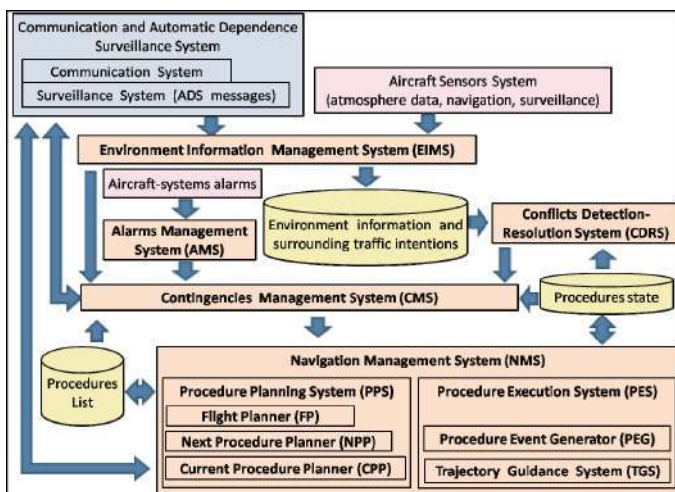 Communication and Automatic Dependence
Surveillance System
Communication System
Surveillance System (ADS messages)
Aircraft Sensors System
(atmosphere data, navigation, surveillance)
Environment Information Management System (EIMS)
Aircraft-systems alarms
Alarms Management
System (AMS)
Environment information and
surrounding traffic intentions
Conflicts Detection-
Resolution System (CDRS)
Contingencies Management System (CMS)
Procedures state
Procedures
List
Navigation Management System (NMS)
Procedure Planning System (PPS)
Flight Planner (FP)
Next Procedure Planner (NPP)
Current Procedure Planner (CPP)
Procedure Execution System (PES)
Procedure Event Generator (PEG)
Trajectory Guidance System (TGS)